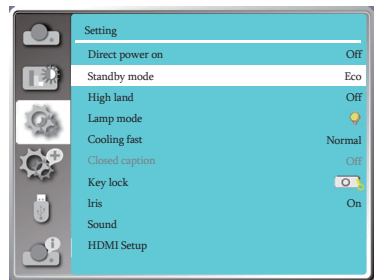 Setting
Direct power on Off
Standby mode Eco
High land Off
Lamp mode
Cooling fast Normal
Closed caption Off
Key lock
Iris On
Sound
HDMI Setup